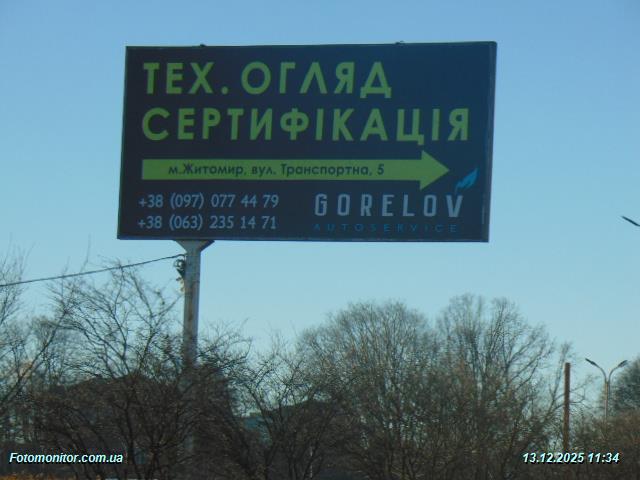 ТЕХ. ОГЛЯД
СЕРТИФІКАЦІЯ
м.Житомир, вул. Транспортна, 5
+38 (097) 077 44 79
+38 (063) 235 14 71
GORELOV
AUTOSERVICE
Fotomonitor.com.ua
13.12.2025 11:34